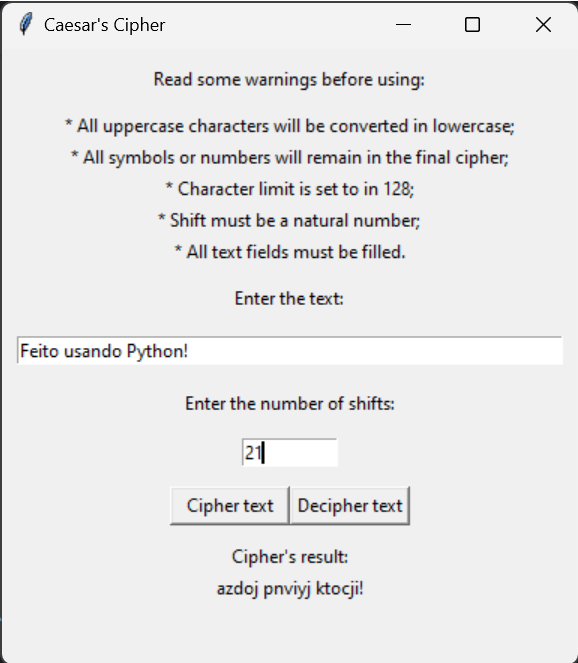 Caesar's Cipher
Read some warnings before using:
* All uppercase characters will be converted in lowercase;
* All symbols or numbers will remain in the final cipher;
* Character limit is set to in 128;
* Shift must be a natural number;
* All text fields must be filled.
Enter the text:
Feito usando Python!
Enter the number of shifts:
21
Cipher text Decipher text
Cipher's result:
azdoj pnviyj ktocji!